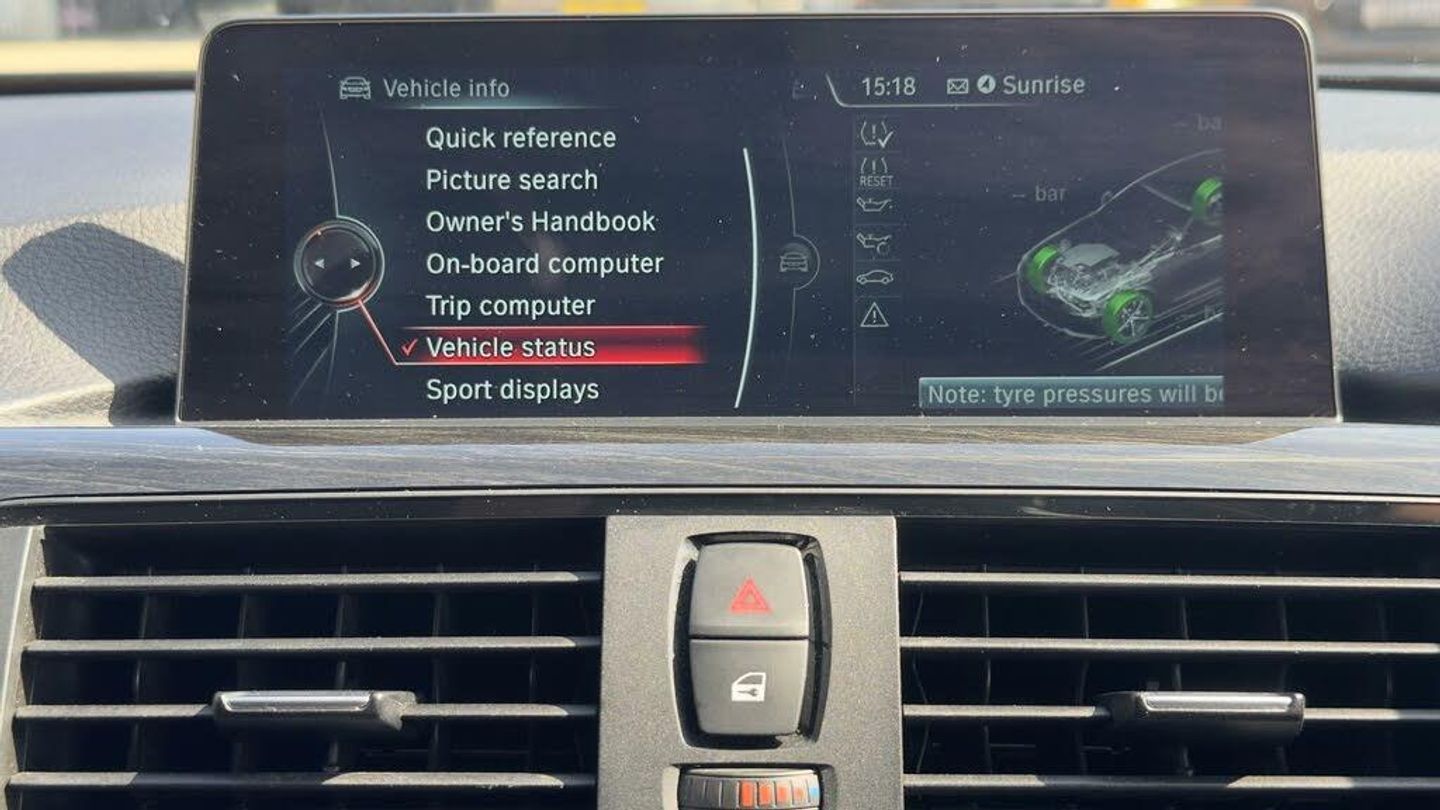 Vehicle info
15:18
Sunrise
Quick reference
Picture search
Owner's Handbook
On-board computer
Trip computer
Vehicle status
Sport displays
RESET
-- bar
Note: tyre pressures will